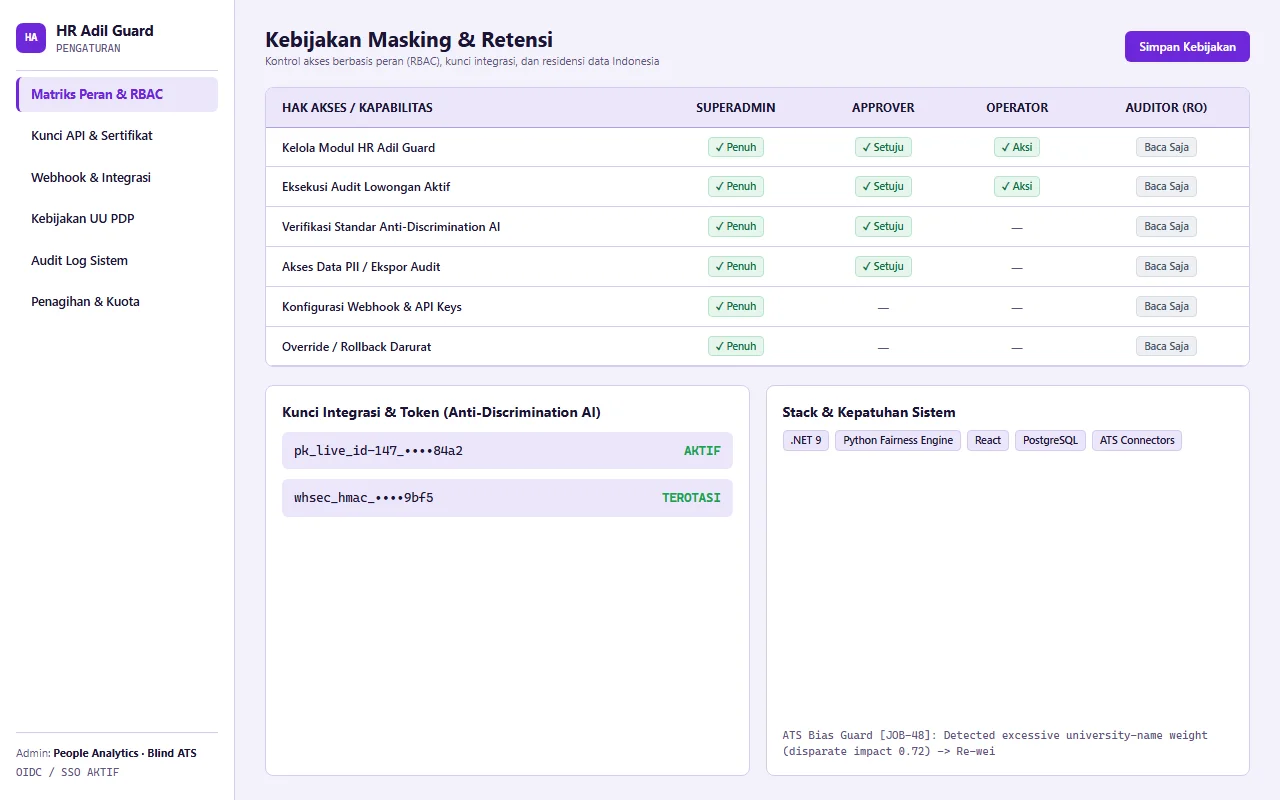 HA
HR Adil Guard
PENGATURAN
Matriks Peran & RBAC
Kunci API & Sertifikat
Webhook & Integrasi
Kebijakan UU PDP
Audit Log Sistem
Penagihan & Kuota
Admin: People Analytics · Blind ATS
OIDC / SSO AKTIF
Kebijakan Masking & Retensi
Kontrol akses berbasis peran (RBAC), kunci integrasi, dan residensi data Indonesia
Simpan Kebijakan
HAK AKSES / KAPABILITAS SUPERADMIN APPROVER OPERATOR AUDITOR (RO)
Kelola Modul HR Adil Guard ✓ Penuh ✓ Setuju ✓ Aksi Baca Saja
Eksekusi Audit Lowongan Aktif ✓ Penuh ✓ Setuju ✓ Aksi Baca Saja
Verifikasi Standar Anti-Discrimination AI ✓ Penuh ✓ Setuju — Baca Saja
Akses Data PII / Ekspor Audit ✓ Penuh ✓ Setuju — Baca Saja
Konfigurasi Webhook & API Keys ✓ Penuh — — Baca Saja
Override / Rollback Darurat ✓ Penuh — — Baca Saja
Kunci Integrasi & Token (Anti-Discrimination AI)
pk_live_id-147_••••84a2 AKTIF
whsec_hmac_••••9bf5 TEROTASI
Stack & Kepatuhan Sistem
.NET 9 Python Fairness Engine React PostgreSQL ATS Connectors
ATS Bias Guard [JOB-48]: Detected excessive university-name weight
(disparate impact 0.72) -> Re-wei